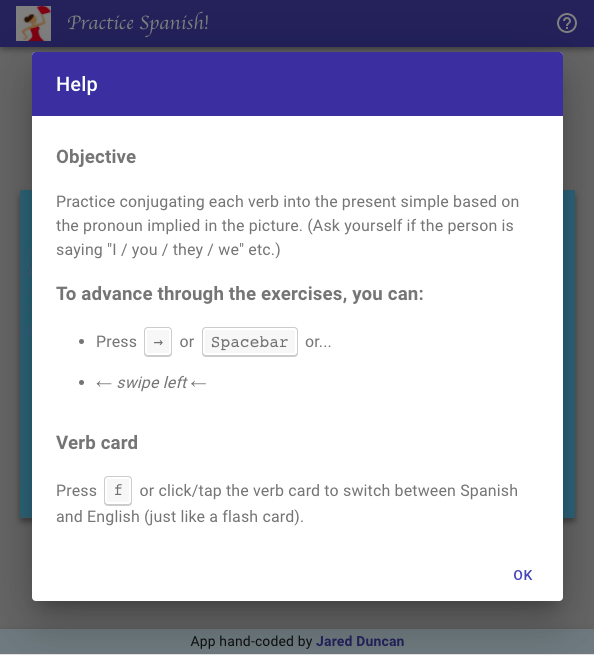 Practice Spanish!
Help
Objective
Practice conjugating each verb into the present simple based on
the pronoun implied in the picture. (Ask yourself if the person is
saying "I / you / they / we" etc.)
To advance through the exercises, you can:
• Press → or Spacebar or...
• ← swipe left ←
Verb card
Press f or click/tap the verb card to switch between Spanish
and English (just like a flash card).
OK
App hand-coded by Jared Duncan